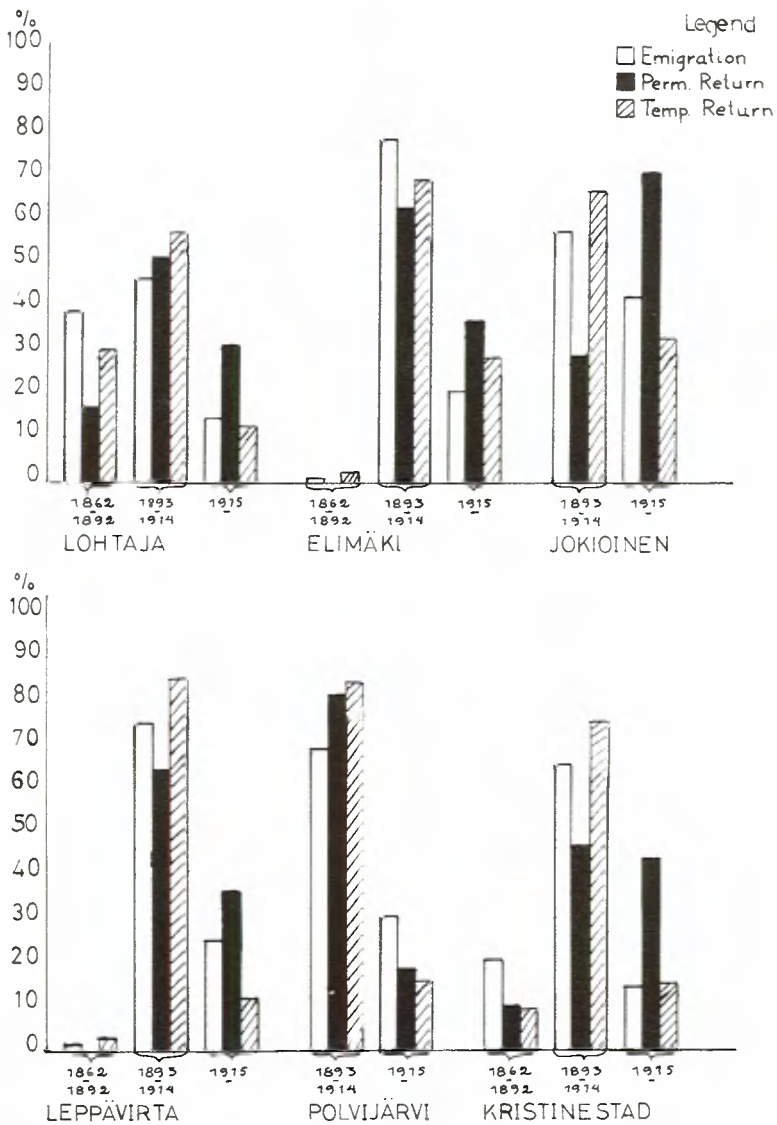 %
100
90
80
70
60
50
40
30
20
10
0
Legend
Emigration
Perm. Return
Temp. Return
1862 - 1892
1893 - 1914
1915 -
1862 - 1892
1893 - 1914
1915 -
1893 - 1914
1915 -
LOHTAJA ELIMÄKI JOKIOINEN
%
100
90
80
70
60
50
40
30
20
10
0
1862 - 1892
1893 - 1914
1915 -
1893 - 1914
1915 -
1862 - 1892
1893 - 1914
1915 -
LEPPÄVIRTA POLVIJÄRVI KRISTINESTAD